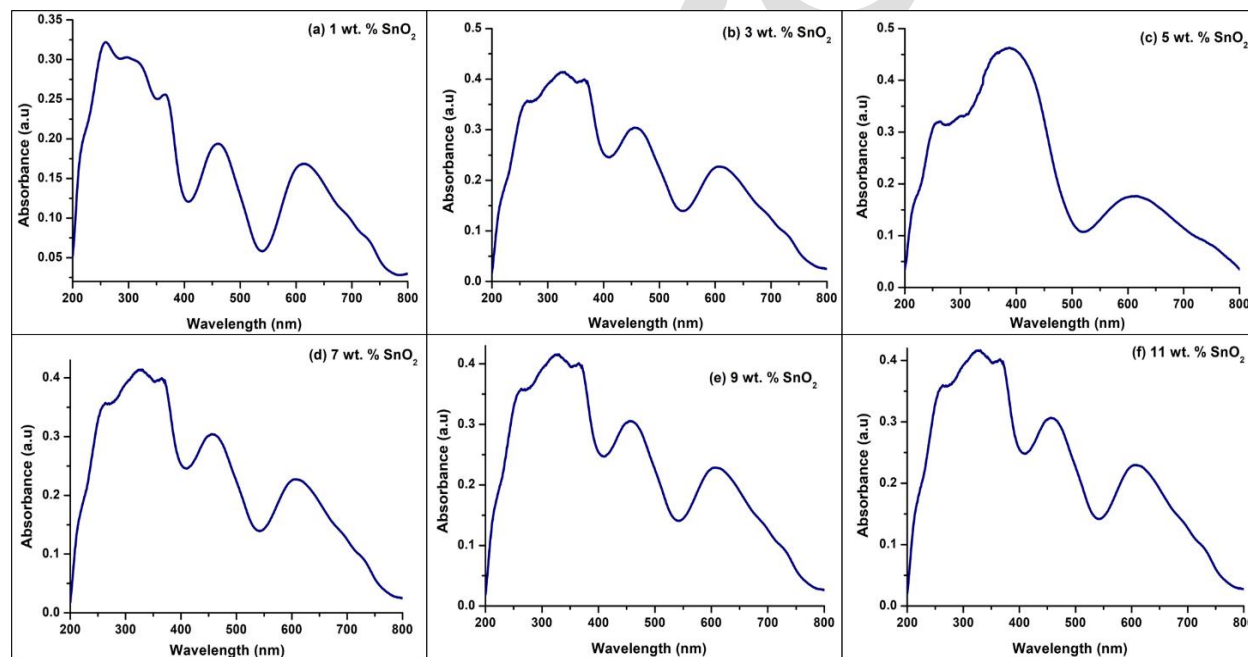 (a) 1 wt. % SnO₂
0.35
0.30
0.25
0.20
0.15
0.10
0.05
Absorbance (a.u)
200 300 400 500 600 700 800
Wavelength (nm)
(b) 3 wt. % SnO₂
0.5
0.4
0.3
0.2
0.1
0.0
Absorbance (a.u)
200 300 400 500 600 700 800
Wavelength (nm)
(c) 5 wt. % SnO₂
0.5
0.4
0.3
0.2
0.1
0.0
Absorbance (a.u)
200 300 400 500 600 700 800
Wavelength (nm)
(d) 7 wt. % SnO₂
0.4
0.3
0.2
0.1
0.0
Absorbance (a.u)
200 300 400 500 600 700 800
Wavelength (nm)
(e) 9 wt. % SnO₂
0.4
0.3
0.2
0.1
0.0
Absorbance (a.u)
200 300 400 500 600 700 800
Wavelength (nm)
(f) 11 wt. % SnO₂
0.4
0.3
0.2
0.1
0.0
Absorbance (a.u)
200 300 400 500 600 700 800
Wavelength (nm)